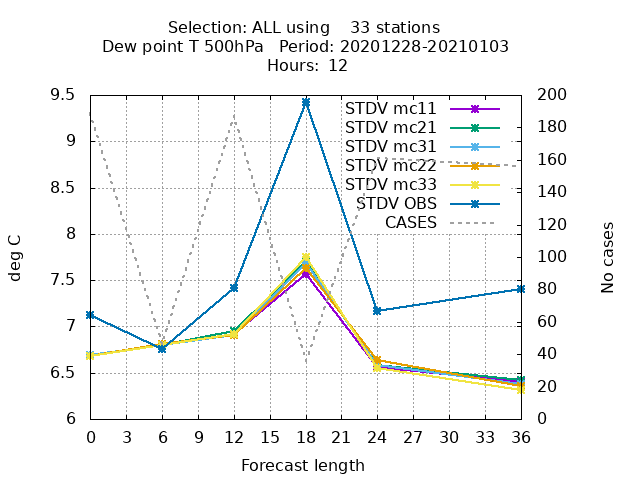 Selection: ALL using    33 stations
Dew point T 500hPa   Period: 20201228-20210103
Hours:  12
9.5
9
8.5
8
7.5
7
6.5
6
deg C
STDV mc11
STDV mc21
STDV mc31
STDV mc22
STDV mc33
STDV OBS
CASES
200
180
160
140
120
100
80
60
40
20
0
No cases
0 3 6 9 12 15 18 21 24 27 30 33 36
Forecast length